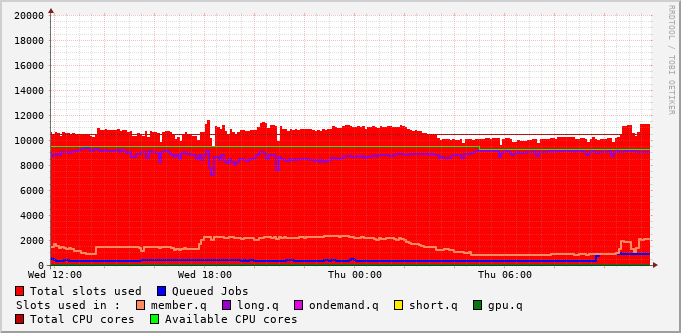 20000
18000
16000
14000
12000
10000
8000
6000
4000
2000
0
Wed 12:00 Wed 18:00 Thu 00:00 Thu 06:00
Total slots used Queued Jobs
Slots used in : member.q long.q ondemand.q short.q gpu.q
Total CPU cores Available CPU cores
RRDTOOL / TOBI OETIKER